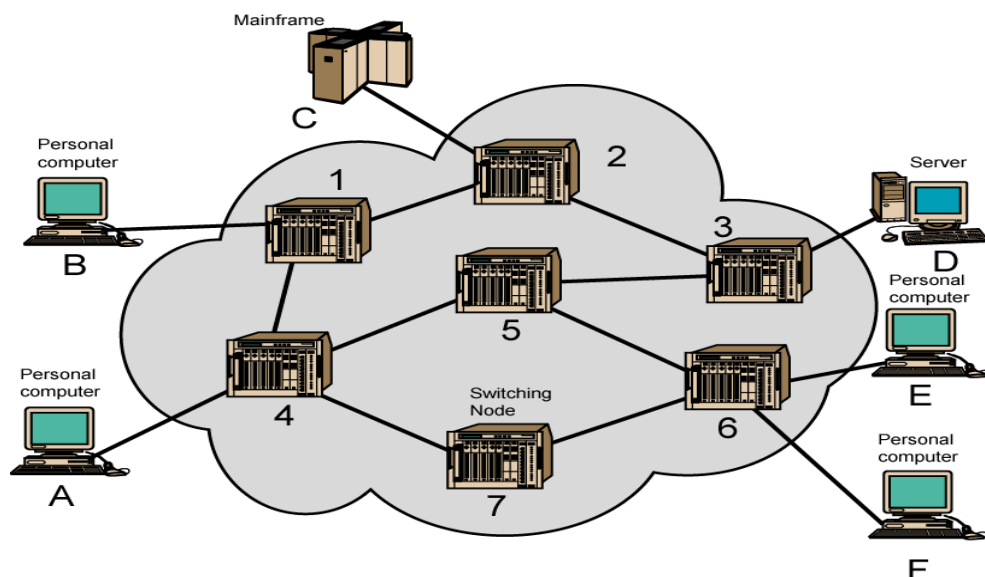 Mainframe
C
Personal
computer
B
1
2
Server
D
3
Personal
computer
E
5
4
Personal
computer
A
Switching
Node
7
6
Personal
computer
F